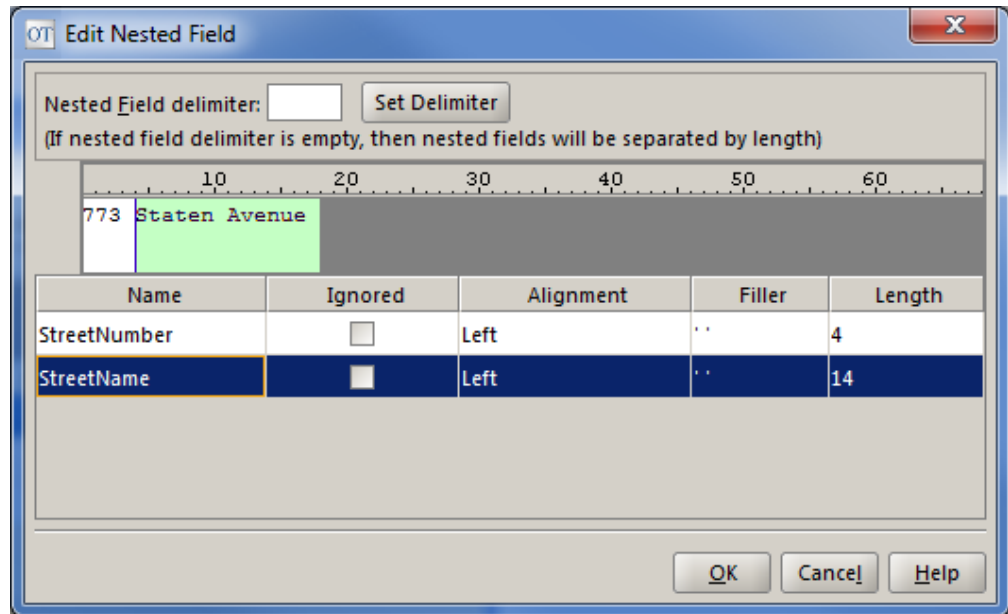 OT Edit Nested Field X
Nested Field delimiter: Set Delimiter
(If nested field delimiter is empty, then nested fields will be separated by length)
10 20 30 40 50 60
773 Staten Avenue
Name Ignored Alignment Filler Length
StreetNumber Left ' ' 4
StreetName Left ' ' 14
OK Cancel Help